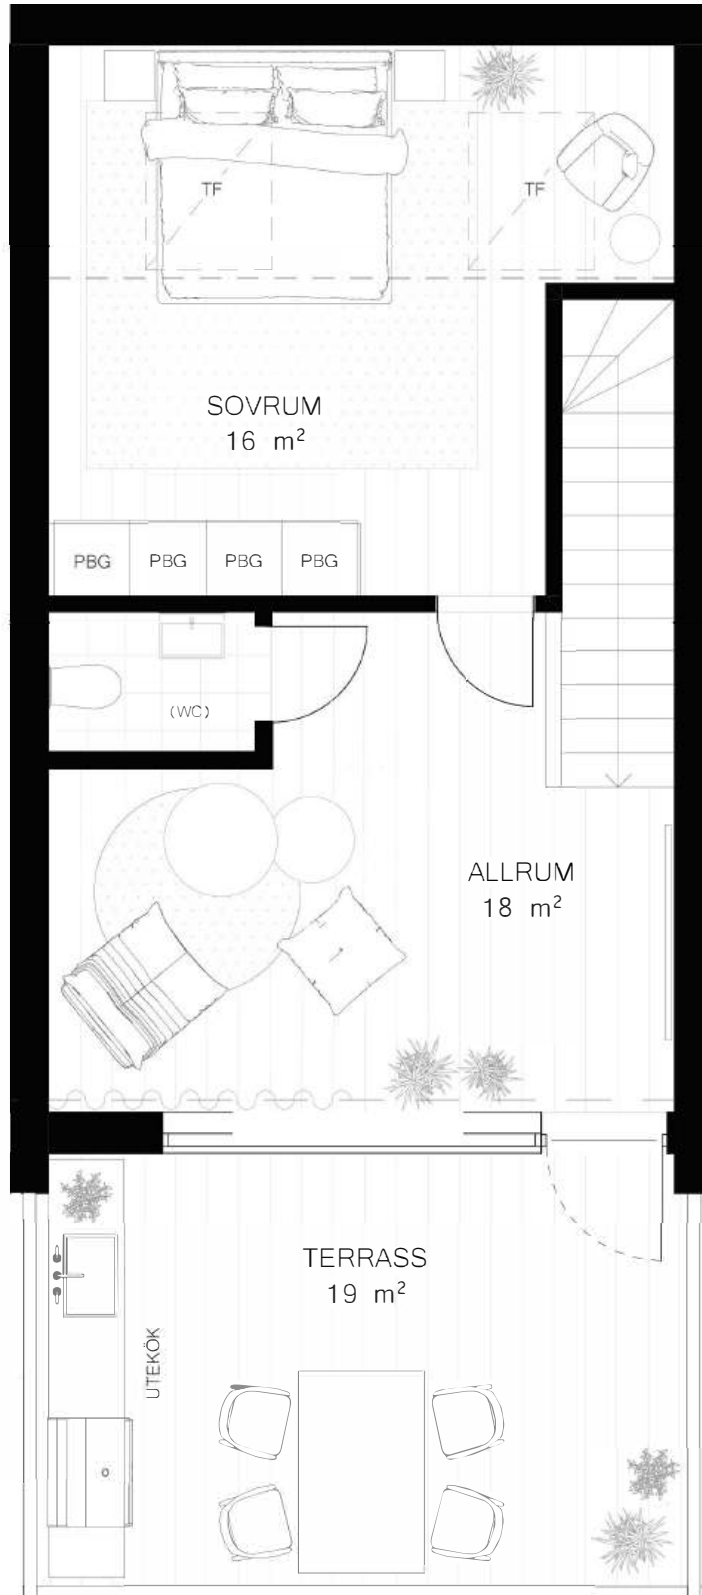 TF
TF
SOVRUM
16 m²
PBG
PBG
PBG
PBG
(WC)
ALLRUM
18 m²
TERRASS
19 m²
UTEKÖK